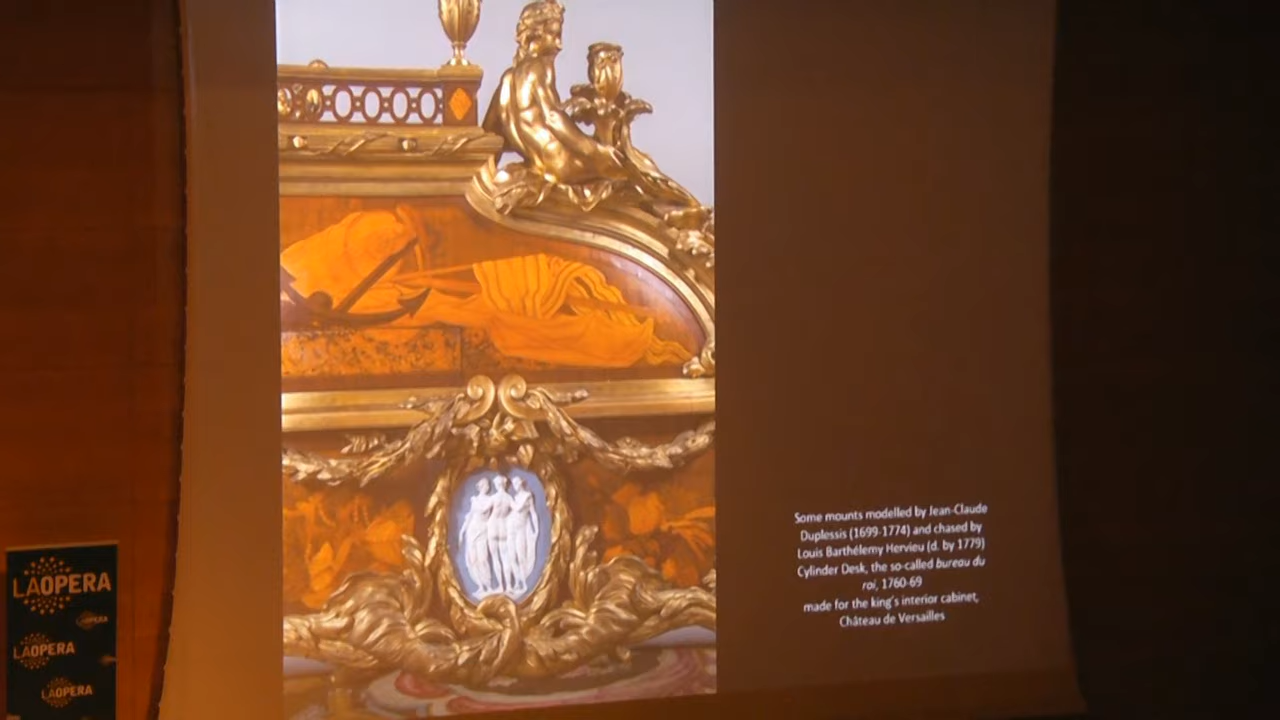 Some mounts modelled by Jean-Claude
Duplessis (1699-1774) and chased by
Louis Barthélemy Hervieu (d. by 1779)
Cylinder Desk, the so-called bureau du
roi, 1760-69
made for the king's interior cabinet,
Château de Versailles
LAOPERA
LAOPERA
LAOPERA
LAOPERA